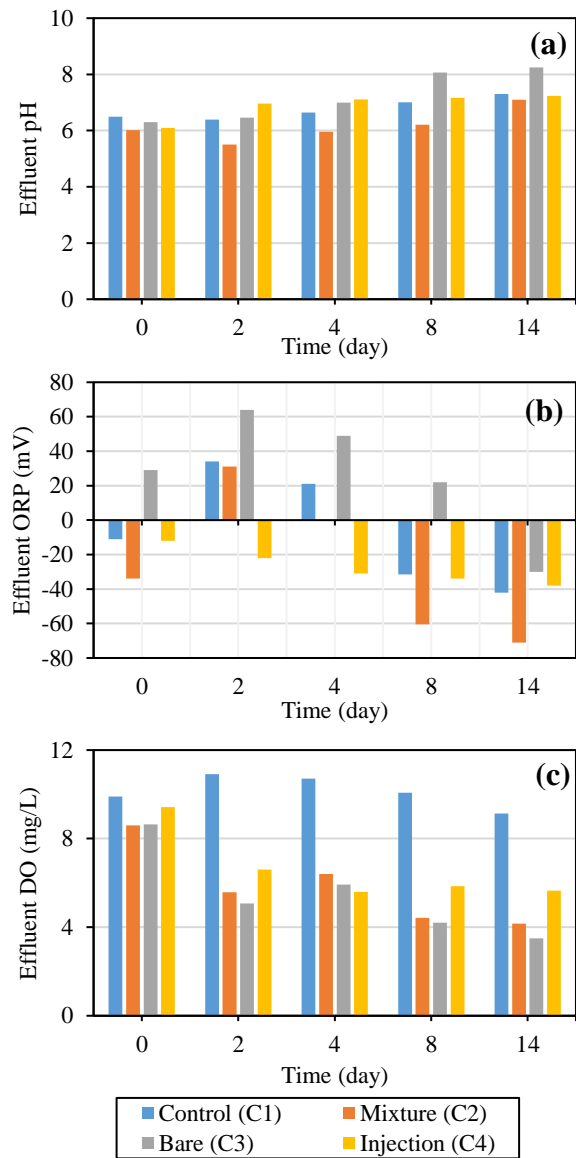 (a)
Effluent pH
10
8
6
4
2
0
0 2 4 8 14
Time (day)
(b)
Effluent ORP (mV)
80
60
40
20
0
-20
-40
-60
-80
0 2 4 8 14
Time (day)
(c)
Effluent DO (mg/L)
12
8
4
0
0 2 4 8 14
Time (day)
Control (C1) Mixture (C2)
Bare (C3) Injection (C4)